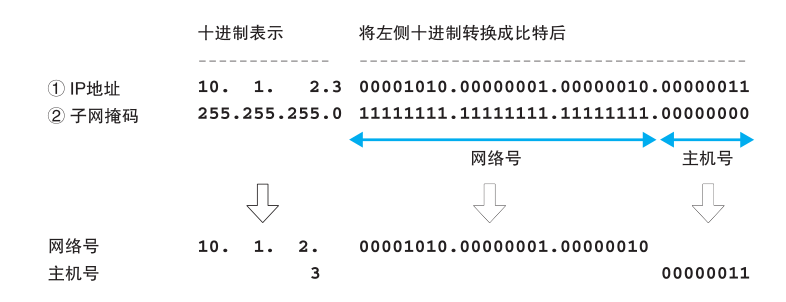 十进制表示 将左侧十进制转换成比特后
① IP地址 10. 1. 2.3 00001010.00000001.00000010.00000011
② 子网掩码 255.255.255.0 11111111.11111111.11111111.00000000
网络号 主机号
网络号 10. 1. 2. 00001010.00000001.00000010
主机号 3 00000011